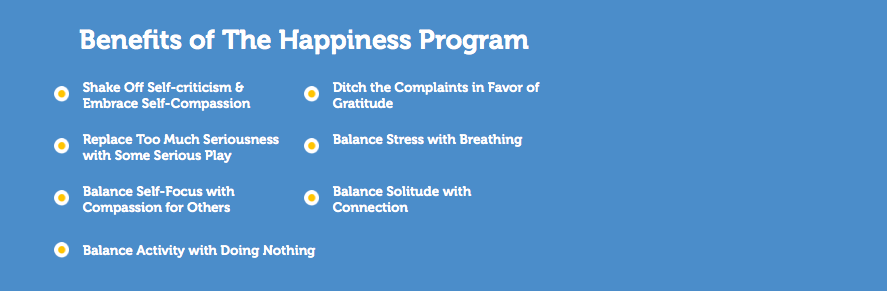 Benefits of The Happiness Program
Shake Off Self-criticism &
Embrace Self-Compassion
Ditch the Complaints in Favor of
Gratitude
Replace Too Much Seriousness
with Some Serious Play
Balance Stress with Breathing
Balance Self-Focus with
Compassion for Others
Balance Solitude with
Connection
Balance Activity with Doing Nothing